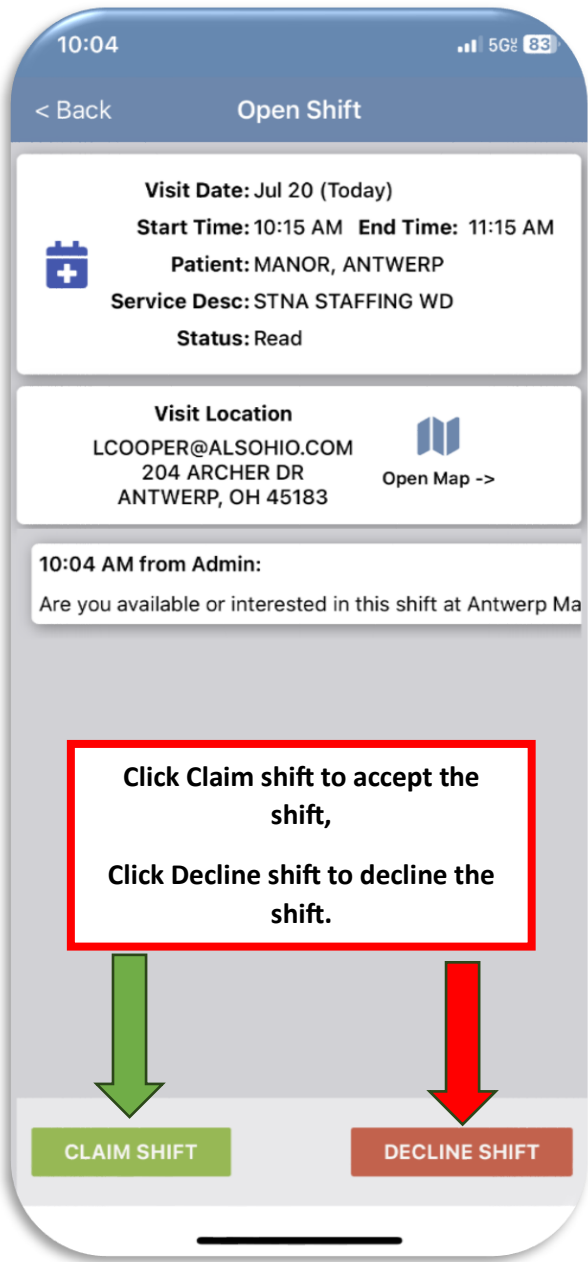 10:04 5G 83
< Back Open Shift
Visit Date: Jul 20 (Today)
Start Time: 10:15 AM End Time: 11:15 AM
Patient: MANOR, ANTWERP
Service Desc: STNA STAFFING WD
Status: Read
Visit Location
LCOOPER@ALSOHIO.COM
204 ARCHER DR
ANTWERP, OH 45183
Open Map ->
10:04 AM from Admin:
Are you available or interested in this shift at Antwerp Ma
Click Claim shift to accept the
shift,
Click Decline shift to decline the
shift.
CLAIM SHIFT DECLINE SHIFT